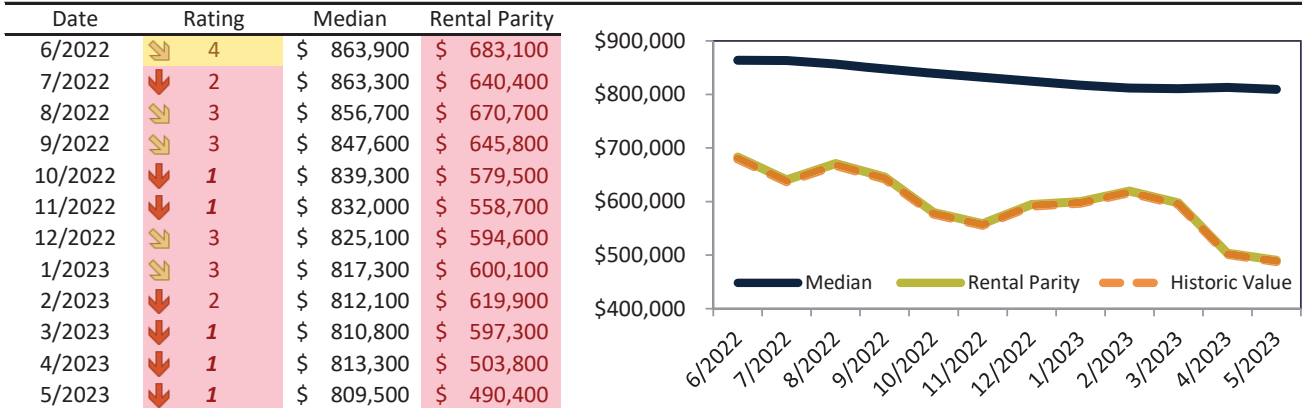 Date Rating Median Rental Parity
6/2022 4 $ 863,900 $ 683,100
7/2022 2 $ 863,300 $ 640,400
8/2022 3 $ 856,700 $ 670,700
9/2022 3 $ 847,600 $ 645,800
10/2022 1 $ 839,300 $ 579,500
11/2022 1 $ 832,000 $ 558,700
12/2022 3 $ 825,100 $ 594,600
1/2023 3 $ 817,300 $ 600,100
2/2023 2 $ 812,100 $ 619,900
3/2023 1 $ 810,800 $ 597,300
4/2023 1 $ 813,300 $ 503,800
5/2023 1 $ 809,500 $ 490,400
$900,000
$800,000
$700,000
$600,000
$500,000
$400,000
Median Rental Parity Historic Value
6/2022 7/2022 8/2022 9/2022 10/2022 11/2022 12/2022 1/2023 2/2023 3/2023 4/2023 5/2023